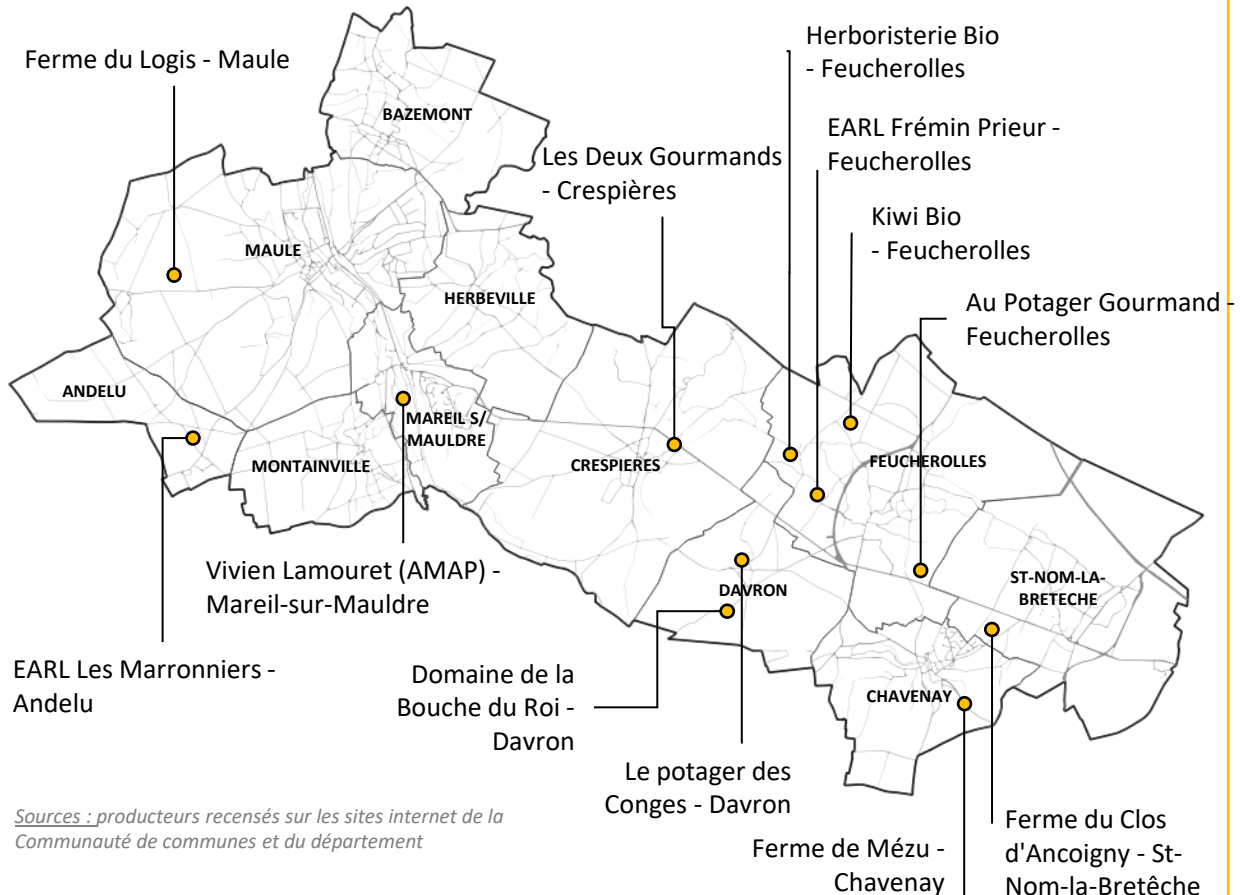 Ferme du Logis - Maule
Herboristerie Bio
- Feucherolles
BAZEMONT
EARL Frémin Prieur -
Feucherolles
Les Deux Gourmands
- Crespières
Kiwi Bio
- Feucherolles
MAULE
HERBEVILLE
Au Potager Gourmand -
Feucherolles
ANDELU
MAREIL S/
MAULDRE
MONTAINVILLE
CRESPIERES
FEUCHEROLLES
Vivien Lamouret (AMAP) -
Mareil-sur-Mauldre
DAVRON
ST-NOM-LA-
BRETECHE
EARL Les Marronniers -
Andelu
Domaine de la
Bouche du Roi -
Davron
CHAVENAY
Le potager des
Conges - Davron
Sources : producteurs recensés sur les sites internet de la
Communauté de communes et du département
Ferme de Mézu -
Chavenay
Ferme du Clos
d'Ancoigny - St-
Nom-la-Bretêche